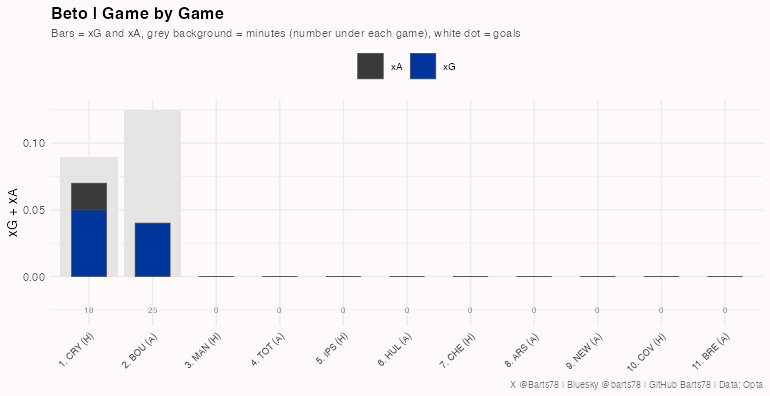 Beto | Game by Game
Bars = xG and xA, grey background = minutes (number under each game), white dot = goals
xA xG
xG + xA
0.10
0.05
0.00
18 25 0 0 0 0 0 0 0 0 0
1. CRY (H) 2. BOU (A) 3. MAN (H) 4. TOT (A) 5. IPS (H) 6. HUL (A) 7. CHE (H) 8. ARS (A) 9. NEW (A) 10. COV (H) 11. BRE (A)
X @Barts78 | Bluesky @barts78 | GitHub Barts78 | Data: Opta